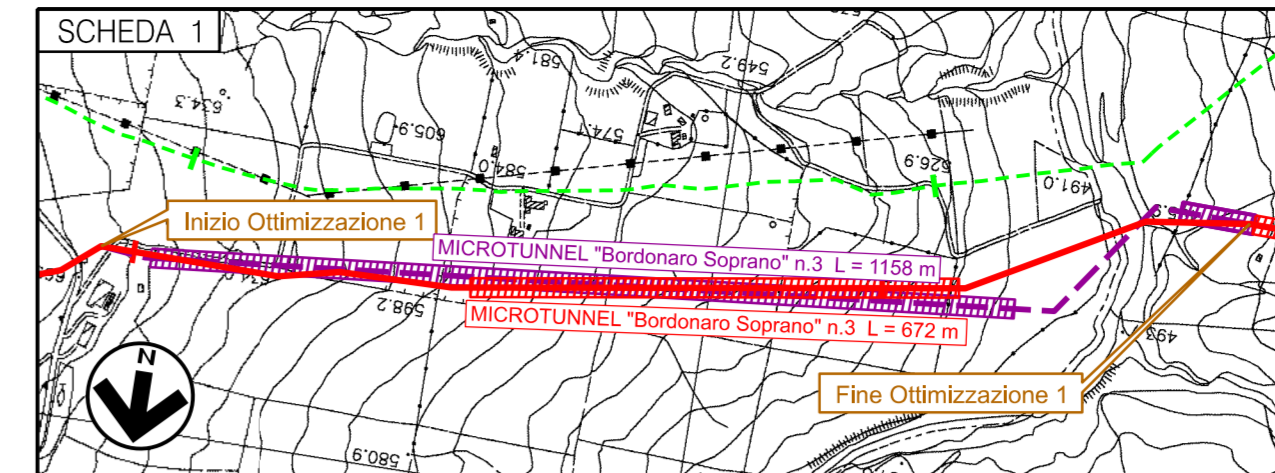 SCHEDA 1
634.3
605.9
581.4
584.0
574.1
549.2
526.9
491.0
Inizio Ottimizzazione 1
MICROTUNNEL "Bordonaro Soprano" n.3 L = 1158 m
MICROTUNNEL "Bordonaro Soprano" n.3 L = 672 m
598.2
493
Fine Ottimizzazione 1
N
580.9